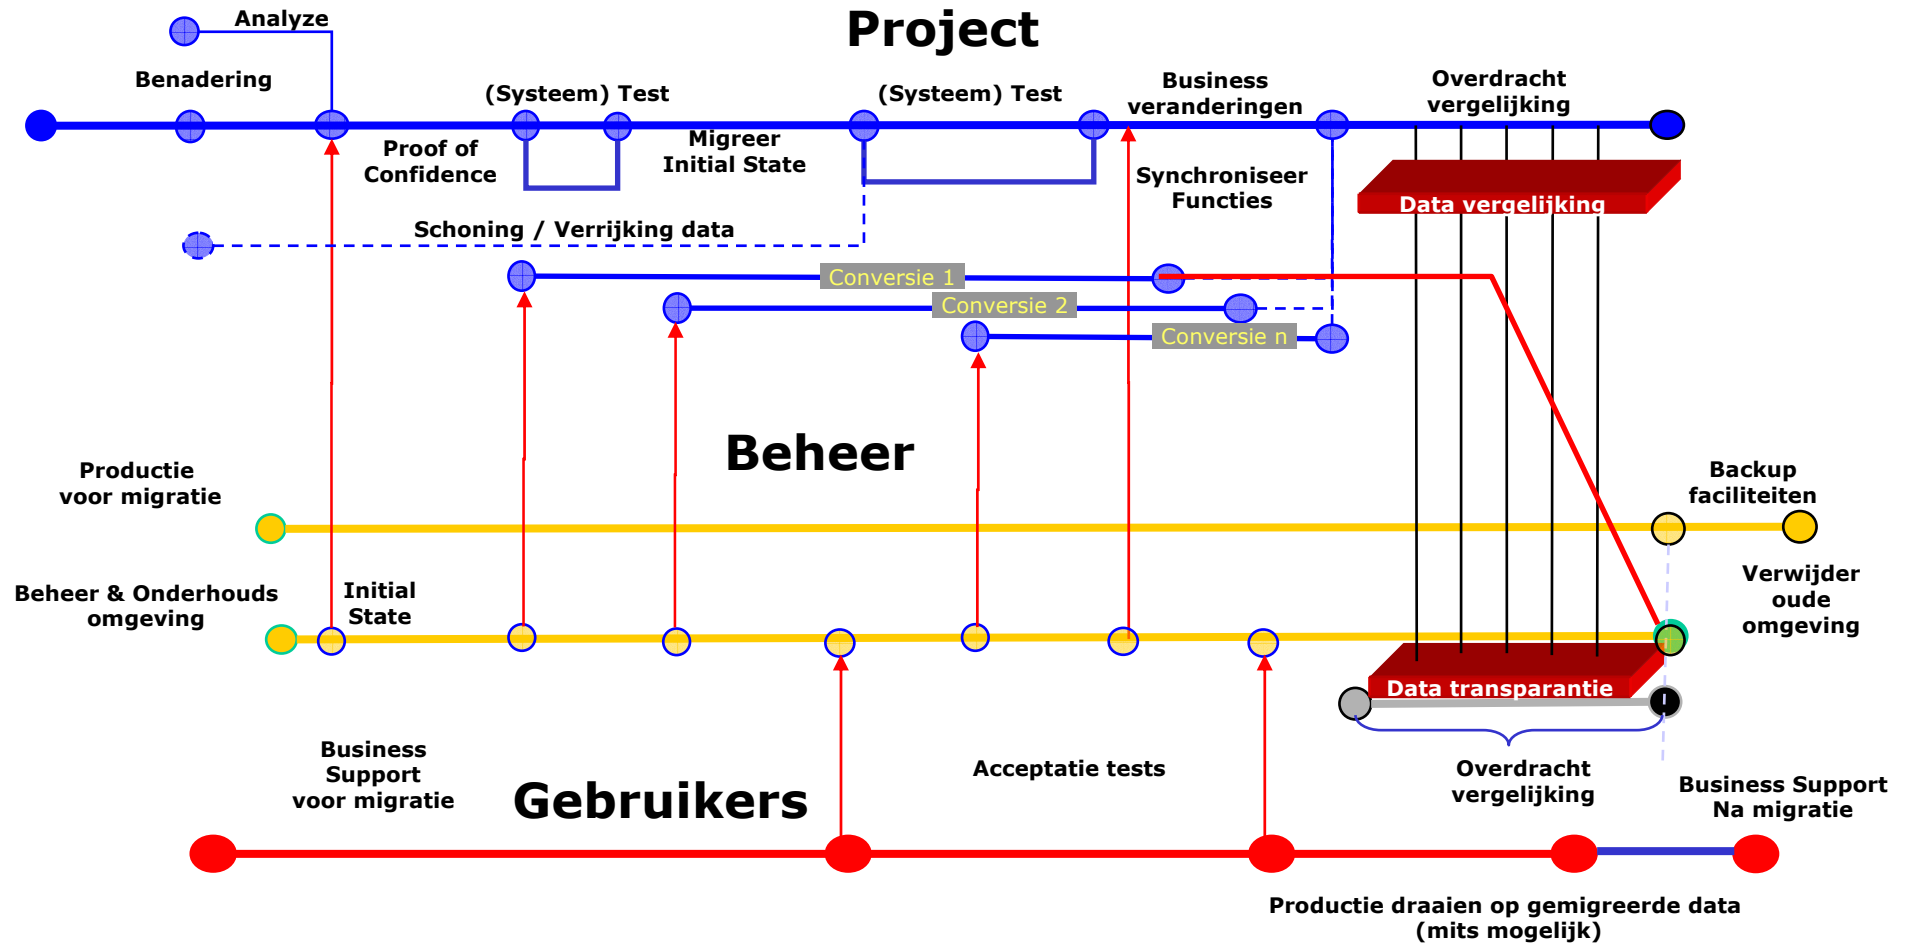 Project
Analyze
Benadering
(Systeem) Test
(Systeem) Test
Business
veranderingen
Overdracht
vergelijking
Proof of
Confidence
Migreer
Initial State
Synchroniseer
Functies
Data vergelijking
Schoning / Verrijking data
Conversie 1
Conversie 2
Conversie n
Beheer
Productie
voor migratie
Backup
faciliteiten
Beheer & Onderhouds
omgeving
Initial
State
Verwijder
oude
omgeving
Data transparantie
Business
Support
voor migratie
Gebruikers
Acceptatie tests
Overdracht
vergelijking
Business Support
Na migratie
Productie draaien op gemigreerde data
(mits mogelijk)